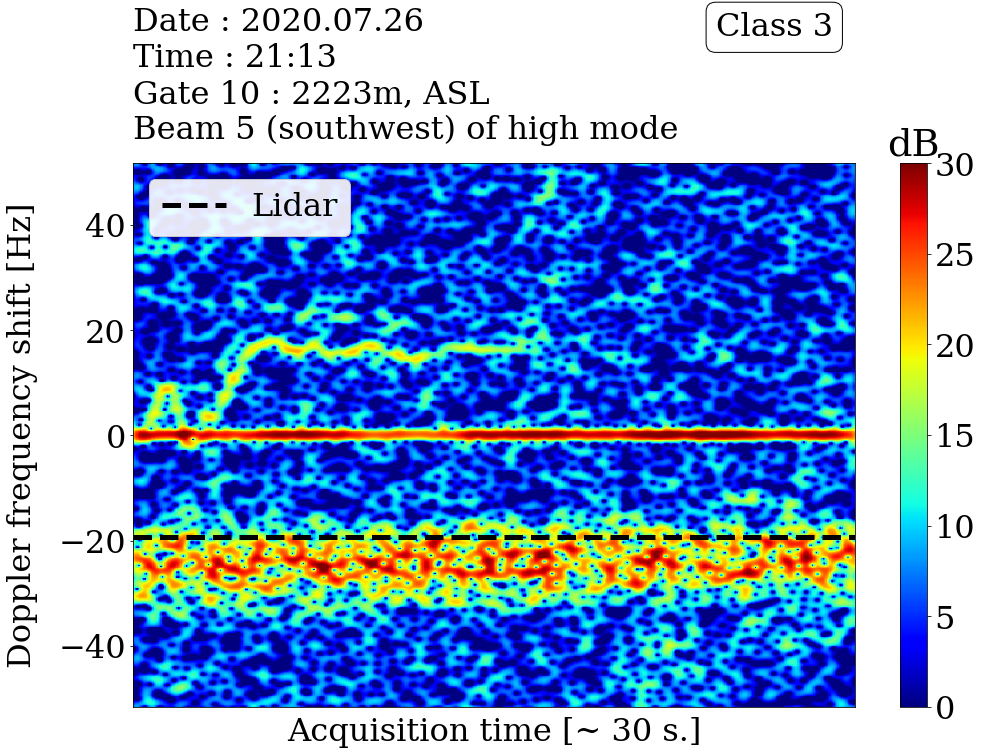 Date : 2020.07.26
Time : 21:13
Gate 10 : 2223m, ASL
Beam 5 (southwest) of high mode
Class 3
dB
Lidar
Doppler frequency shift [Hz]
40
20
0
−20
−40
30
25
20
15
10
5
0
Acquisition time [~ 30 s.]